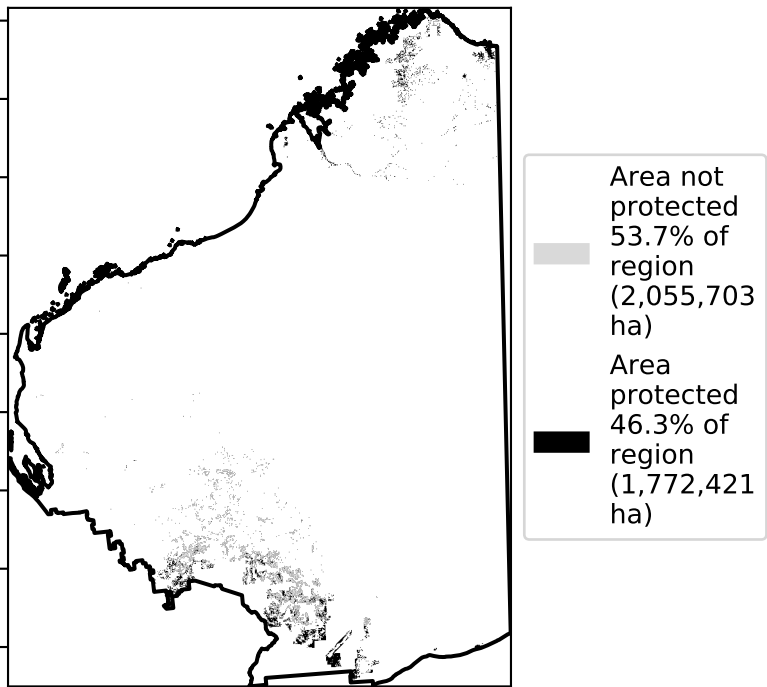 Area not
protected
53.7% of
region
(2,055,703
ha)
Area
protected
46.3% of
region
(1,772,421
ha)